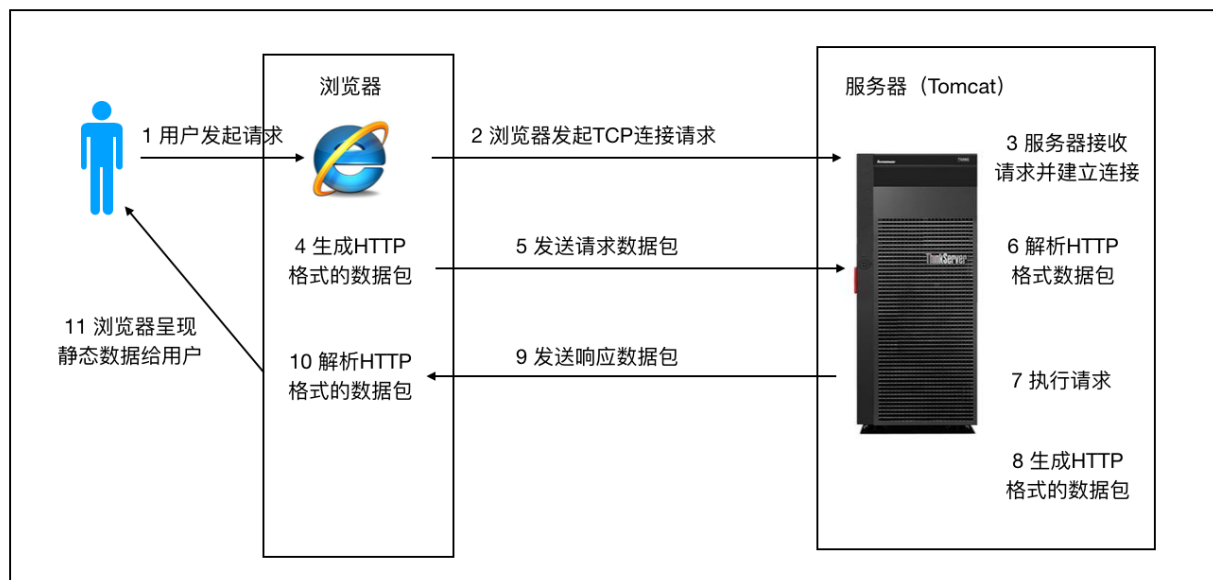 浏览器
服务器（Tomcat）
1 用户发起请求
2 浏览器发起TCP连接请求
3 服务器接收
请求并建立连接
4 生成HTTP
格式的数据包
5 发送请求数据包
6 解析HTTP
格式数据包
ThinkServer
7 执行请求
8 生成HTTP
格式的数据包
9 发送响应数据包
10 解析HTTP
格式的数据包
11 浏览器呈现
静态数据给用户